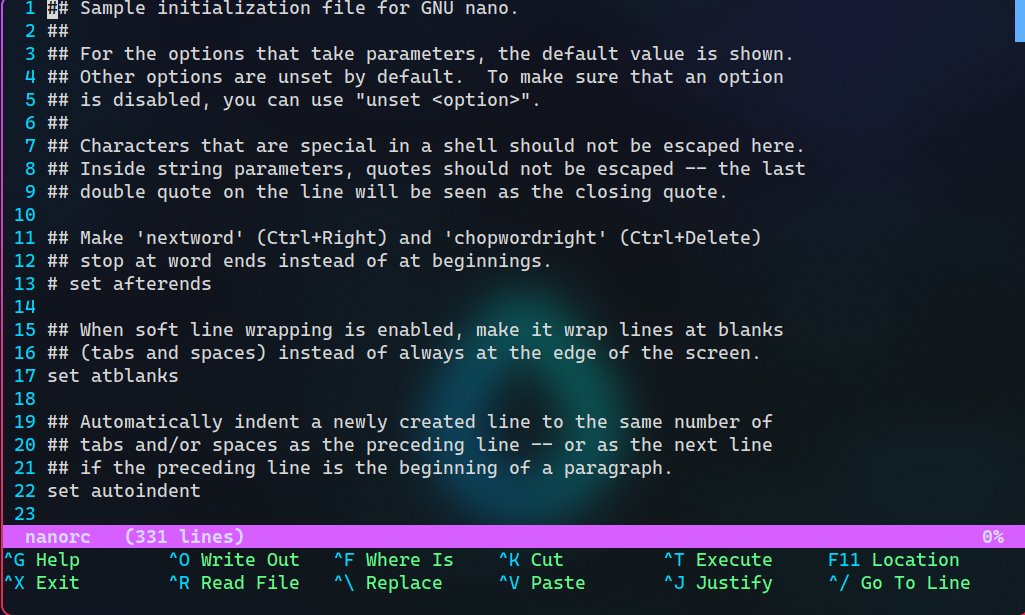 1 ## Sample initialization file for GNU nano.
2 ##
3 ## For the options that take parameters, the default value is shown.
4 ## Other options are unset by default.  To make sure that an option
5 ## is disabled, you can use "unset <option>".
6 ##
7 ## Characters that are special in a shell should not be escaped here.
8 ## Inside string parameters, quotes should not be escaped -- the last
9 ## double quote on the line will be seen as the closing quote.
10
11 ## Make 'nextword' (Ctrl+Right) and 'chopwordright' (Ctrl+Delete)
12 ## stop at word ends instead of at beginnings.
13 # set afterends
14
15 ## When soft line wrapping is enabled, make it wrap lines at blanks
16 ## (tabs and spaces) instead of always at the edge of the screen.
17 set atblanks
18
19 ## Automatically indent a newly created line to the same number of
20 ## tabs and/or spaces as the preceding line -- or as the next line
21 ## if the preceding line is the beginning of a paragraph.
22 set autoindent
23
nanorc   (331 lines) 0%
^G Help ^O Write Out ^F Where Is ^K Cut ^T Execute F11 Location
^X Exit ^R Read File ^\ Replace ^V Paste ^J Justify ^/ Go To Line